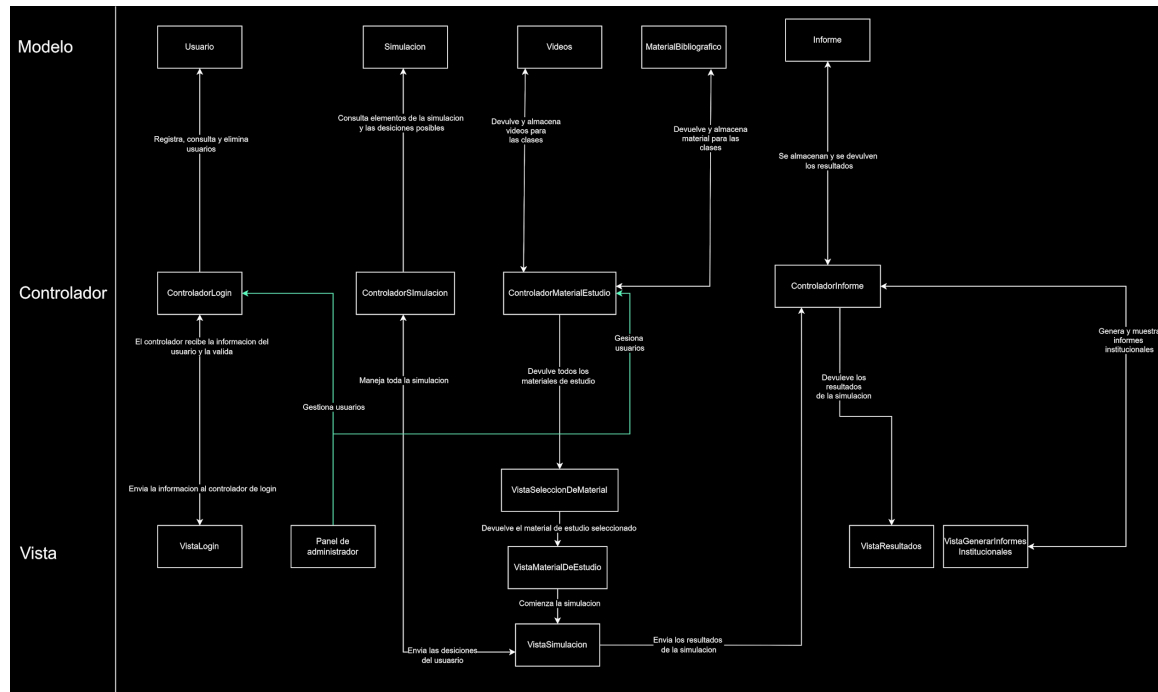 Modelo
Usuario
Simulacion
Videos
MaterialBibliografico
Informe
Registra, consulta y elimina
usuarios
Consulta elementos de la simulacion
y las desiciones posibles
Devulve y almacena
videos para
las clases
Devuelve y almacena
material para las
clases
Se almacenan y se devulven
los resultados
Controlador
ControladorLogin
ControladorSImulacion
ControladorMaterialEstudio
ControladorInforme
El controlador recibe la informacion del
usuario y la valida
Maneja toda la simulacion
Devulve todos los
materiales de estudio
Gesiona
usuarios
Devuleve los
resultados
de la simulacion
Genera y muestra
informes
institucionales
Gestiona usuarios
Envia la informacion al controlador de login
Vista
VistaLogin
Panel de
administrador
VistaSeleccionDeMaterial
Devuelve el material de estudio seleccionado
VistaMaterialDeEstudio
Comienza la simulacion
VistaSimulacion
VistaResultados
VistaGenerarInformes
Institucionales
Envia las desiciones
del usuasrio
Envia los resultados
de la simulacion